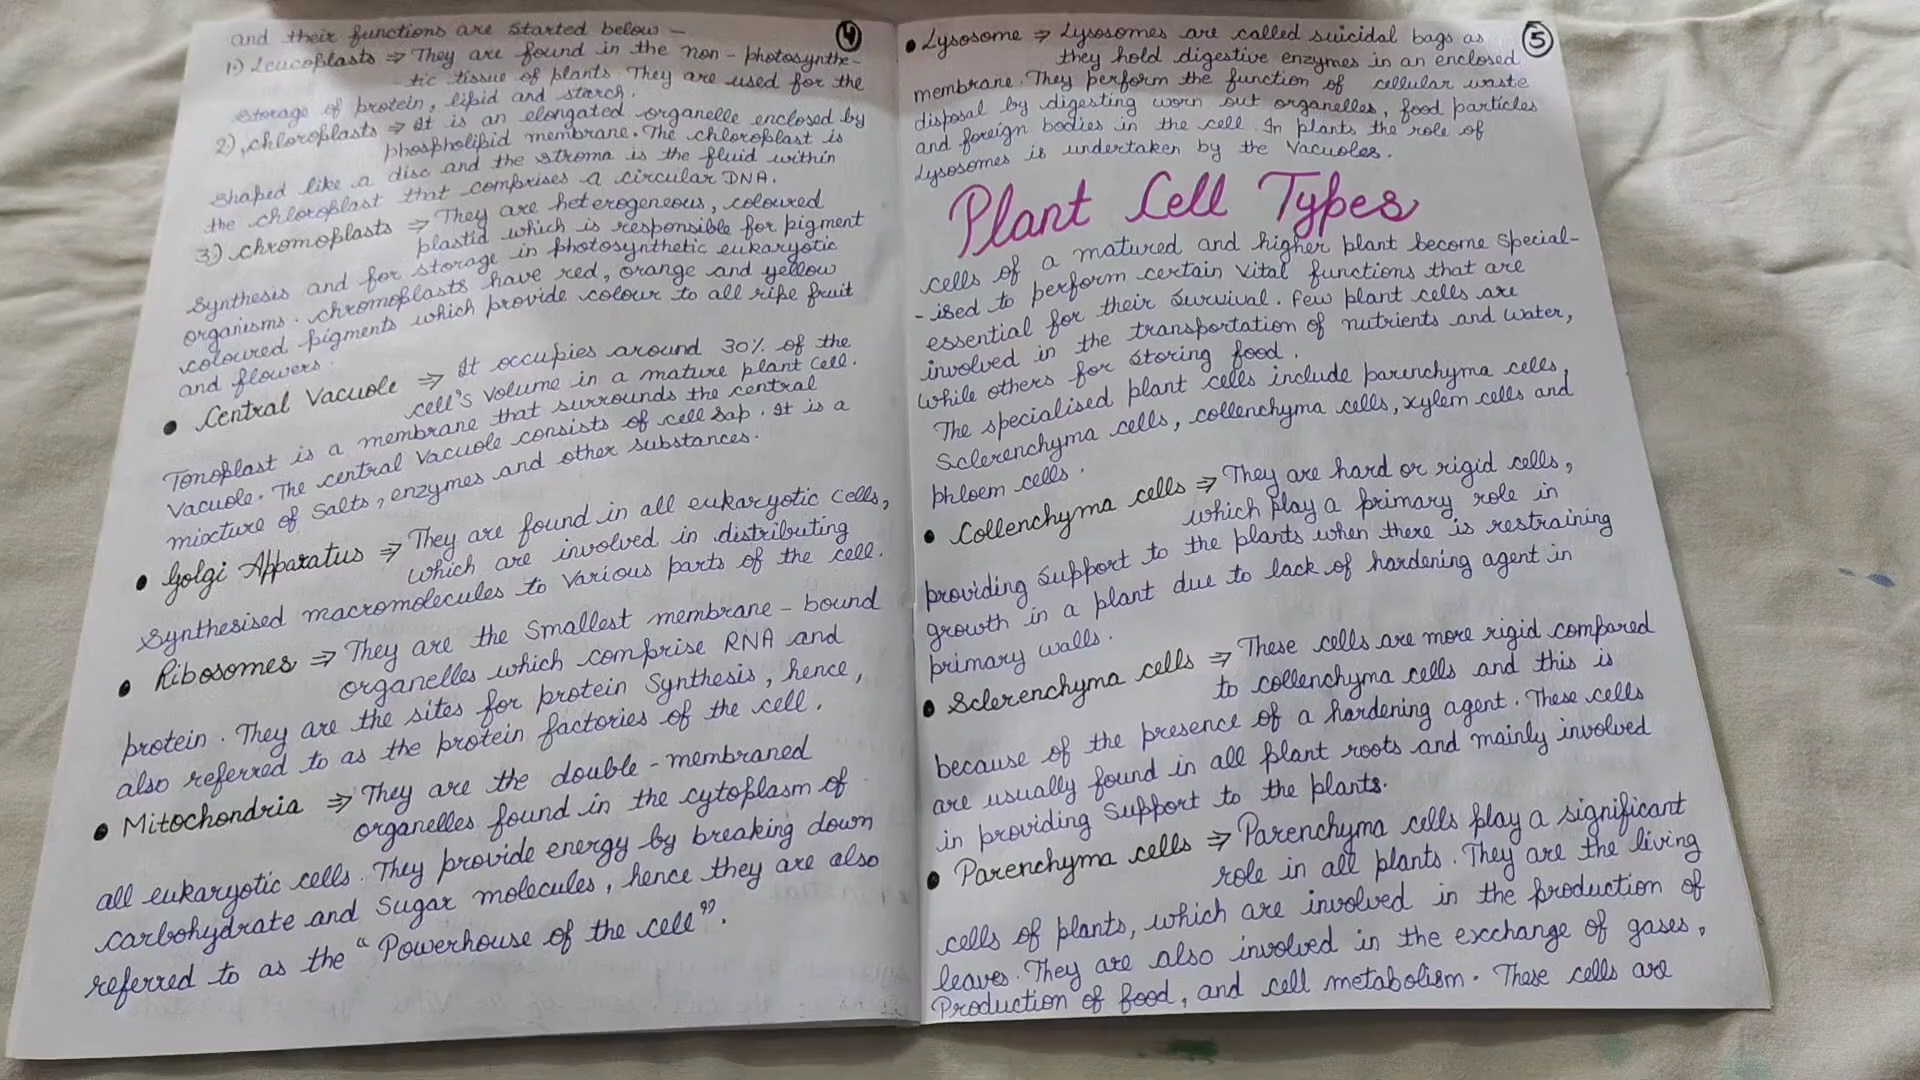 and their functions are started below -
4
1.) Leucoplasts ⇒ They are found in the non - photosynthe-
- tic tissue of plants. They are used for the
storage of protein, lipid and starch.
2) chloroplasts ⇒ It is an elongated organelle enclosed by
phospholipid membrane. The chloroplast is
shaped like a disc and the stroma is the fluid within
the chloroplast that comprises a circular DNA.
3.) chromoplasts ⇒ They are heterogeneous, coloured
plastid which is responsible for pigment
synthesis and for storage in photosynthetic eukaryotic
organisms. chromoplasts have red, orange and yellow
coloured pigments which provide colour to all ripe fruit
and flowers.
• Central Vacuole ⇒ It occupies around 30% of the
cell's volume in a mature plant cell.
Tonoplast is a membrane that surrounds the central
vacuole. The central vacuole consists of cell sap. It is a
mixture of salts, enzymes and other substances.
• Golgi Apparatus ⇒ They are found in all eukaryotic cells,
which are involved in distributing
synthesised macromolecules to various parts of the cell.
• Ribosomes ⇒ They are the smallest membrane - bound
organelles which comprise RNA and
protein. They are the sites for protein synthesis, hence,
also referred to as the protein factories of the cell.
• Mitochondria ⇒ They are the double - membraned
organelles found in the cytoplasm of
all eukaryotic cells. They provide energy by breaking down
carbohydrate and sugar molecules, hence they are also
referred to as the "Powerhouse of the cell".
5
• Lysosome ⇒ Lysosomes are called suicidal bags as
they hold digestive enzymes in an enclosed
membrane. They perform the function of cellular waste
disposal by digesting worn out organelles, food particles
and foreign bodies in the cell. In plants the role of
Lysosomes is undertaken by the vacuoles.
Plant Cell Types
cells of a matured and higher plant become special-
- ised to perform certain vital functions that are
essential for their survival. Few plant cells are
involved in the transportation of nutrients and water,
while others for storing food.
The specialised plant cells include parenchyma cells,
Sclerenchyma cells, collenchyma cells, xylem cells and
phloem cells.
• Collenchyma cells ⇒ They are hard or rigid cells,
which play a primary role in
providing support to the plants when there is restraining
growth in a plant due to lack of hardening agent in
primary walls.
• Sclerenchyma cells ⇒ These cells are more rigid compared
to collenchyma cells and this is
because of the presence of a hardening agent. These cells
are usually found in all plant roots and mainly involved
in providing support to the plants.
• Parenchyma cells ⇒ Parenchyma cells play a significant
role in all plants. They are the living
cells of plants, which are involved in the production of
leaves. They are also involved in the exchange of gases,
Production of food, and cell metabolism. These cells are